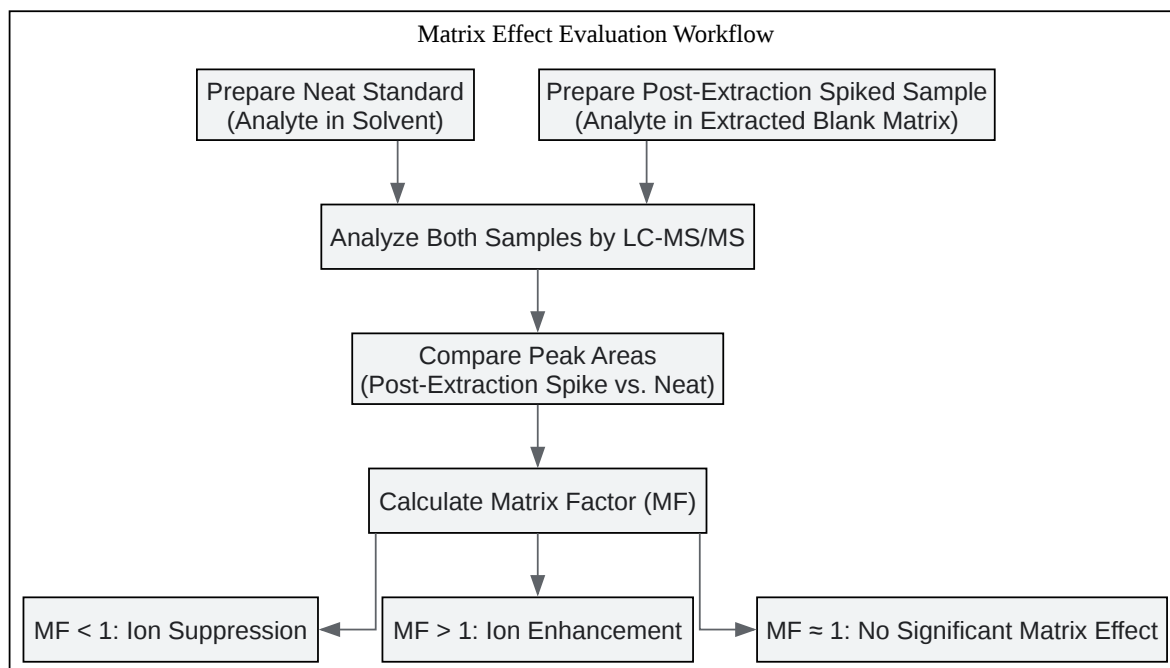 Matrix Effect Evaluation Workflow
Prepare Neat Standard
(Analyte in Solvent)
Prepare Post-Extraction Spiked Sample
(Analyte in Extracted Blank Matrix)
Analyze Both Samples by LC-MS/MS
Compare Peak Areas
(Post-Extraction Spike vs. Neat)
Calculate Matrix Factor (MF)
MF < 1: Ion Suppression
MF > 1: Ion Enhancement
MF ≈ 1: No Significant Matrix Effect